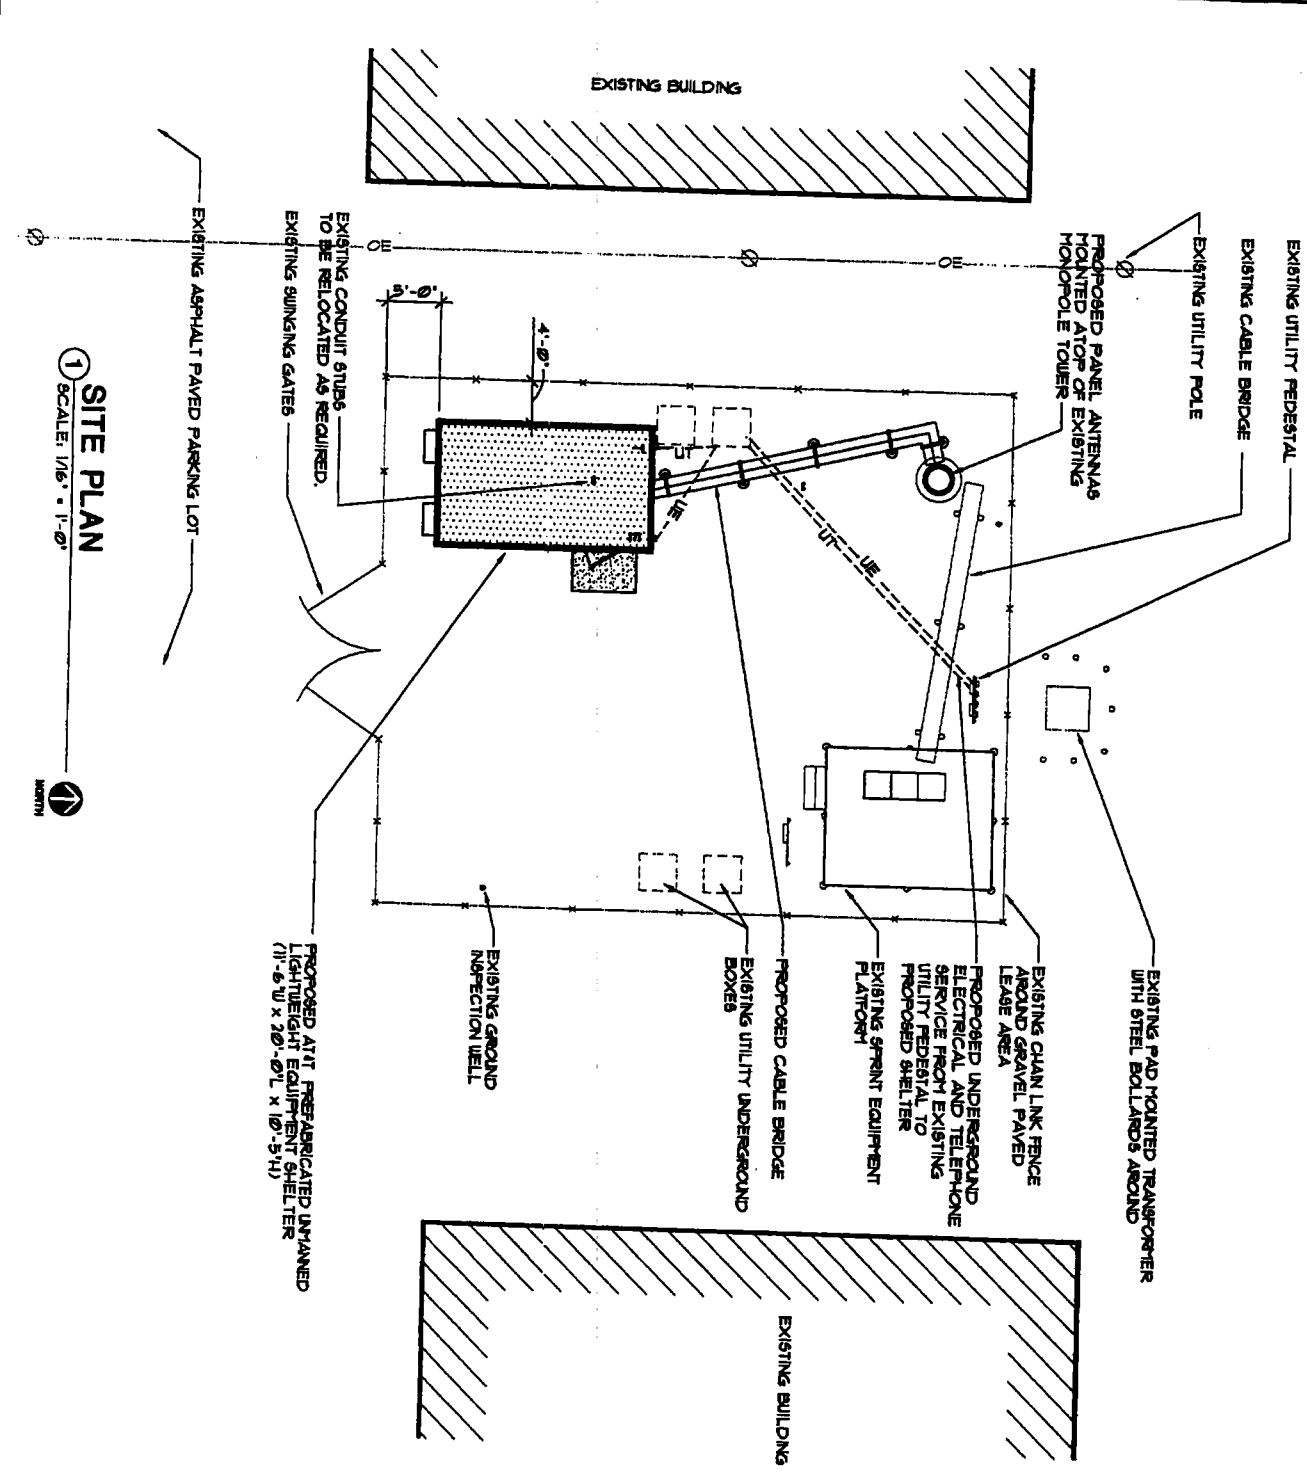 EXISTING BUILDING
EXISTING UTILITY PEDESTAL
EXISTING CABLE BRIDGE
EXISTING UTILITY POLE
PROPOSED PANEL ANTENNAS
MOUNTED ATOP OF EXISTING
MONOPOLE TOWER
OE
OE
EXISTING CONDUIT STUBS
TO BE RELOCATED AS REQUIRED.
EXISTING SWINGING GATES
EXISTING ASPHALT PAVED PARKING LOT
5'-0"
4'-0"
UT
UE
UT
UE
EXISTING PAD MOUNTED TRANSFORMER
WITH STEEL BOLLARDS AROUND
EXISTING CHAIN LINK FENCE
AROUND GRAVEL PAVED
LEASE AREA
PROPOSED UNDERGROUND
ELECTRICAL AND TELEPHONE
SERVICE FROM EXISTING
UTILITY PEDESTAL TO
PROPOSED SHELTER
EXISTING SPRINT EQUIPMENT
PLATFORM
PROPOSED CABLE BRIDGE
EXISTING UTILITY UNDERGROUND
BOXES
EXISTING GROUND
INSPECTION WELL
PROPOSED AT&T PREFABRICATED UNMANNED
LIGHTWEIGHT EQUIPMENT SHELTER
(11'-6"W x 20'-0"L x 10'-5"H)
EXISTING BUILDING
1 SITE PLAN
SCALE: 1/16" = 1'-0"
NORTH